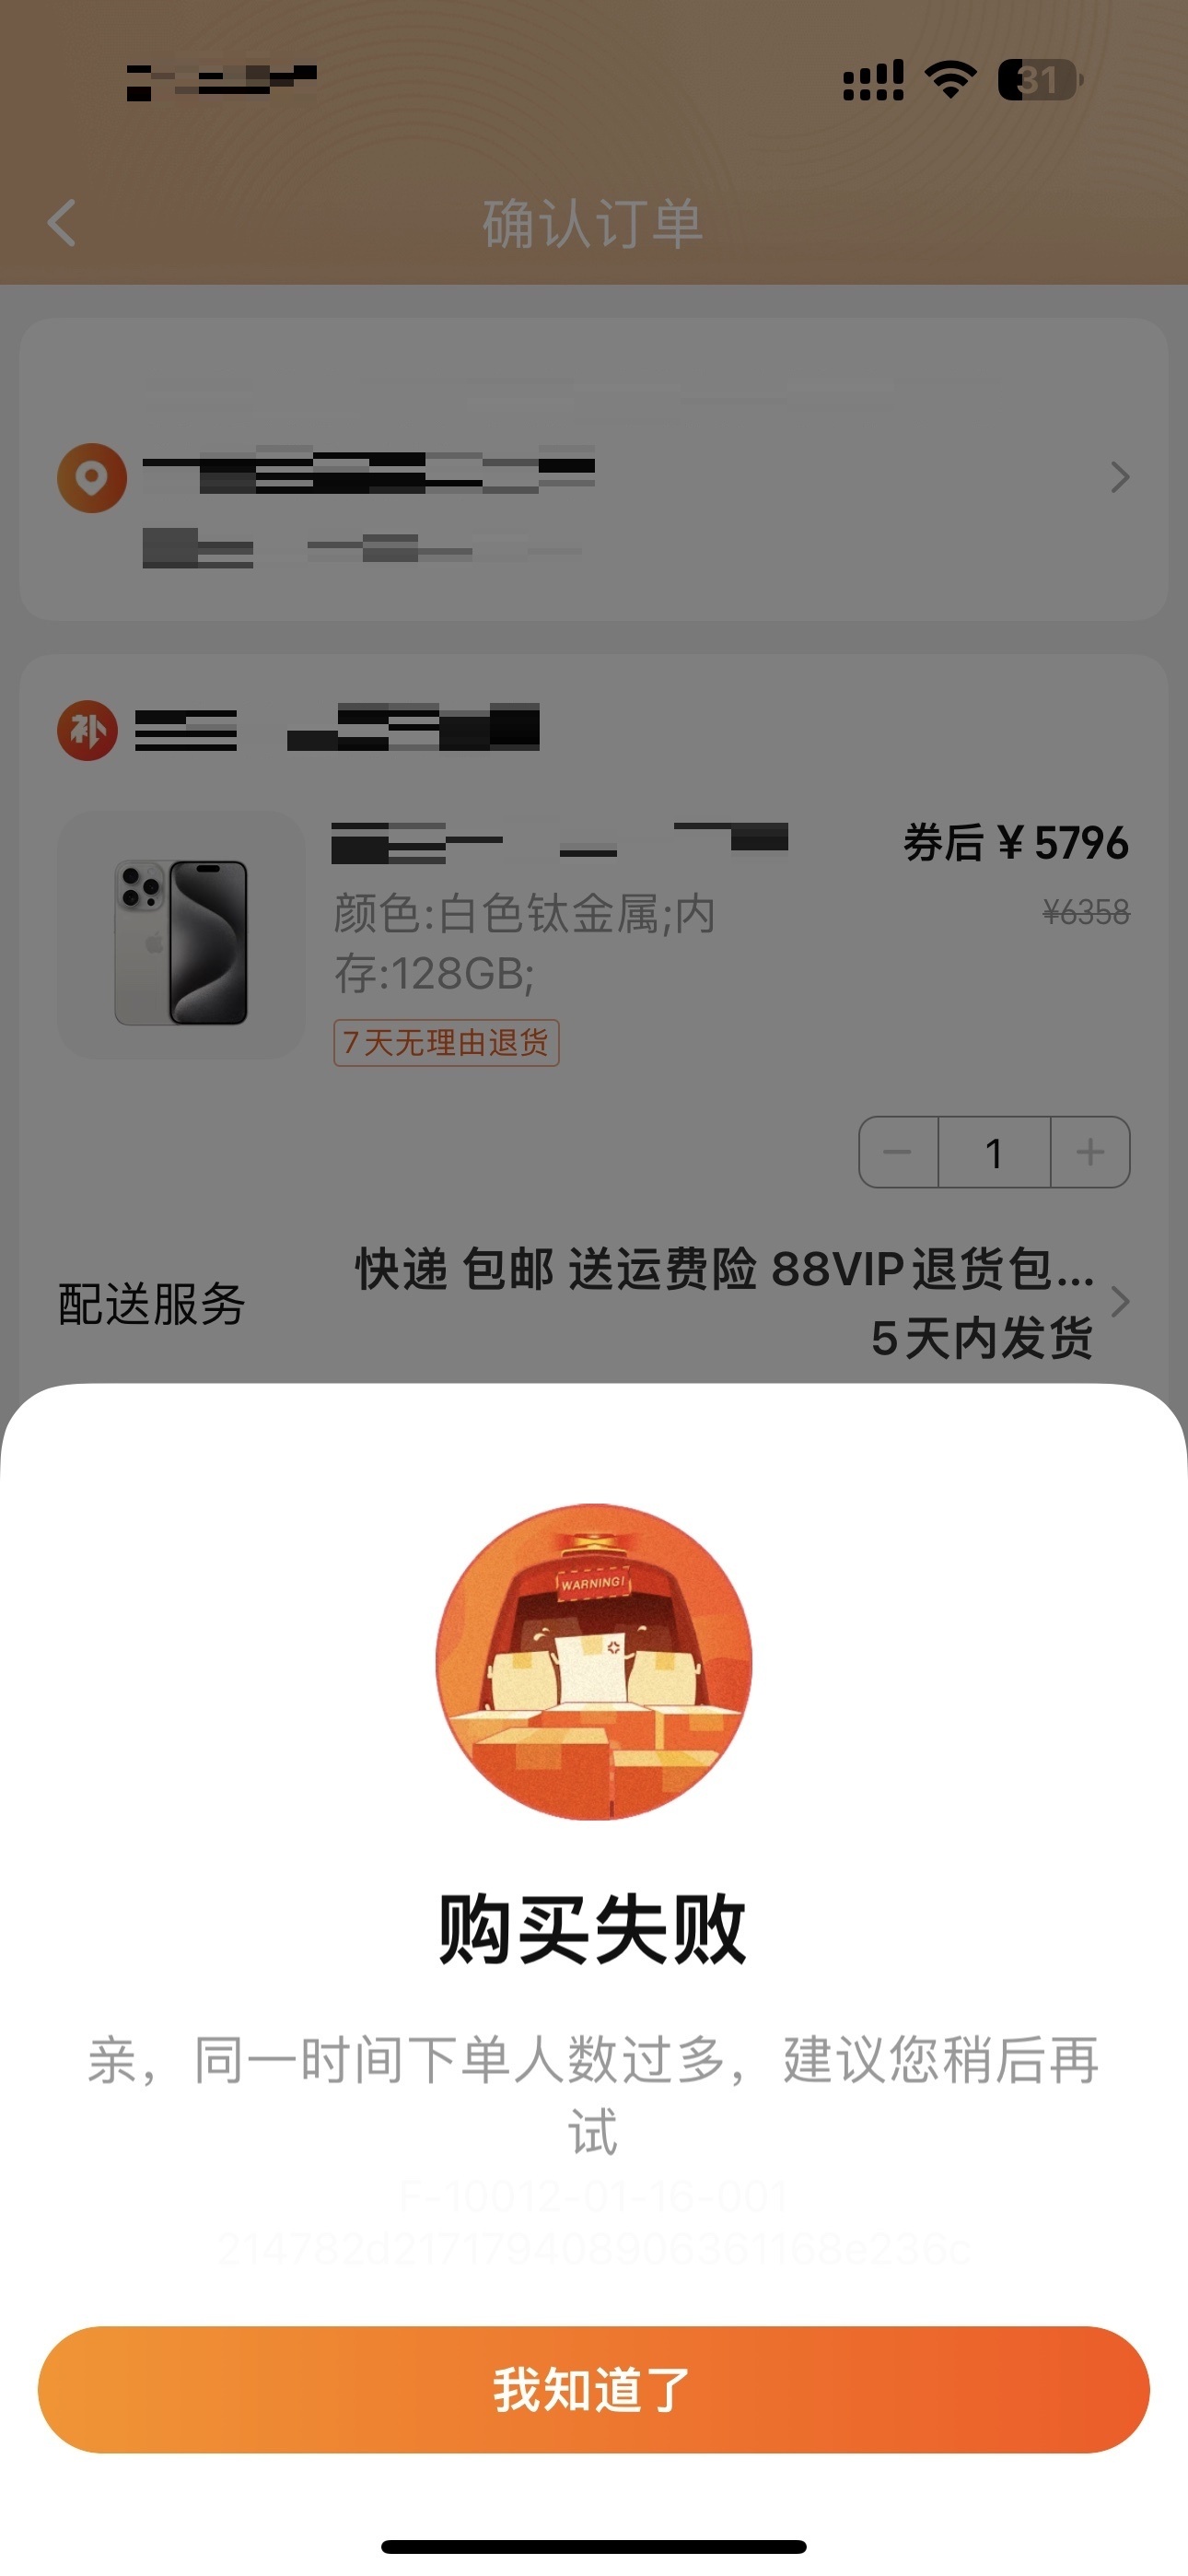 31
确认订单
补
券后 ¥ 5796
颜色:白色钛金属;内
¥6358
存:128GB;
7天无理由退货
1
快递 包邮 送运费险 88VIP退货包...
配送服务
5天内发货
WARNING!
购买失败
亲，同一时间下单人数过多，建议您稍后再
试
F-10012-01-16-001
214782d217179408906361168e236c
我知道了